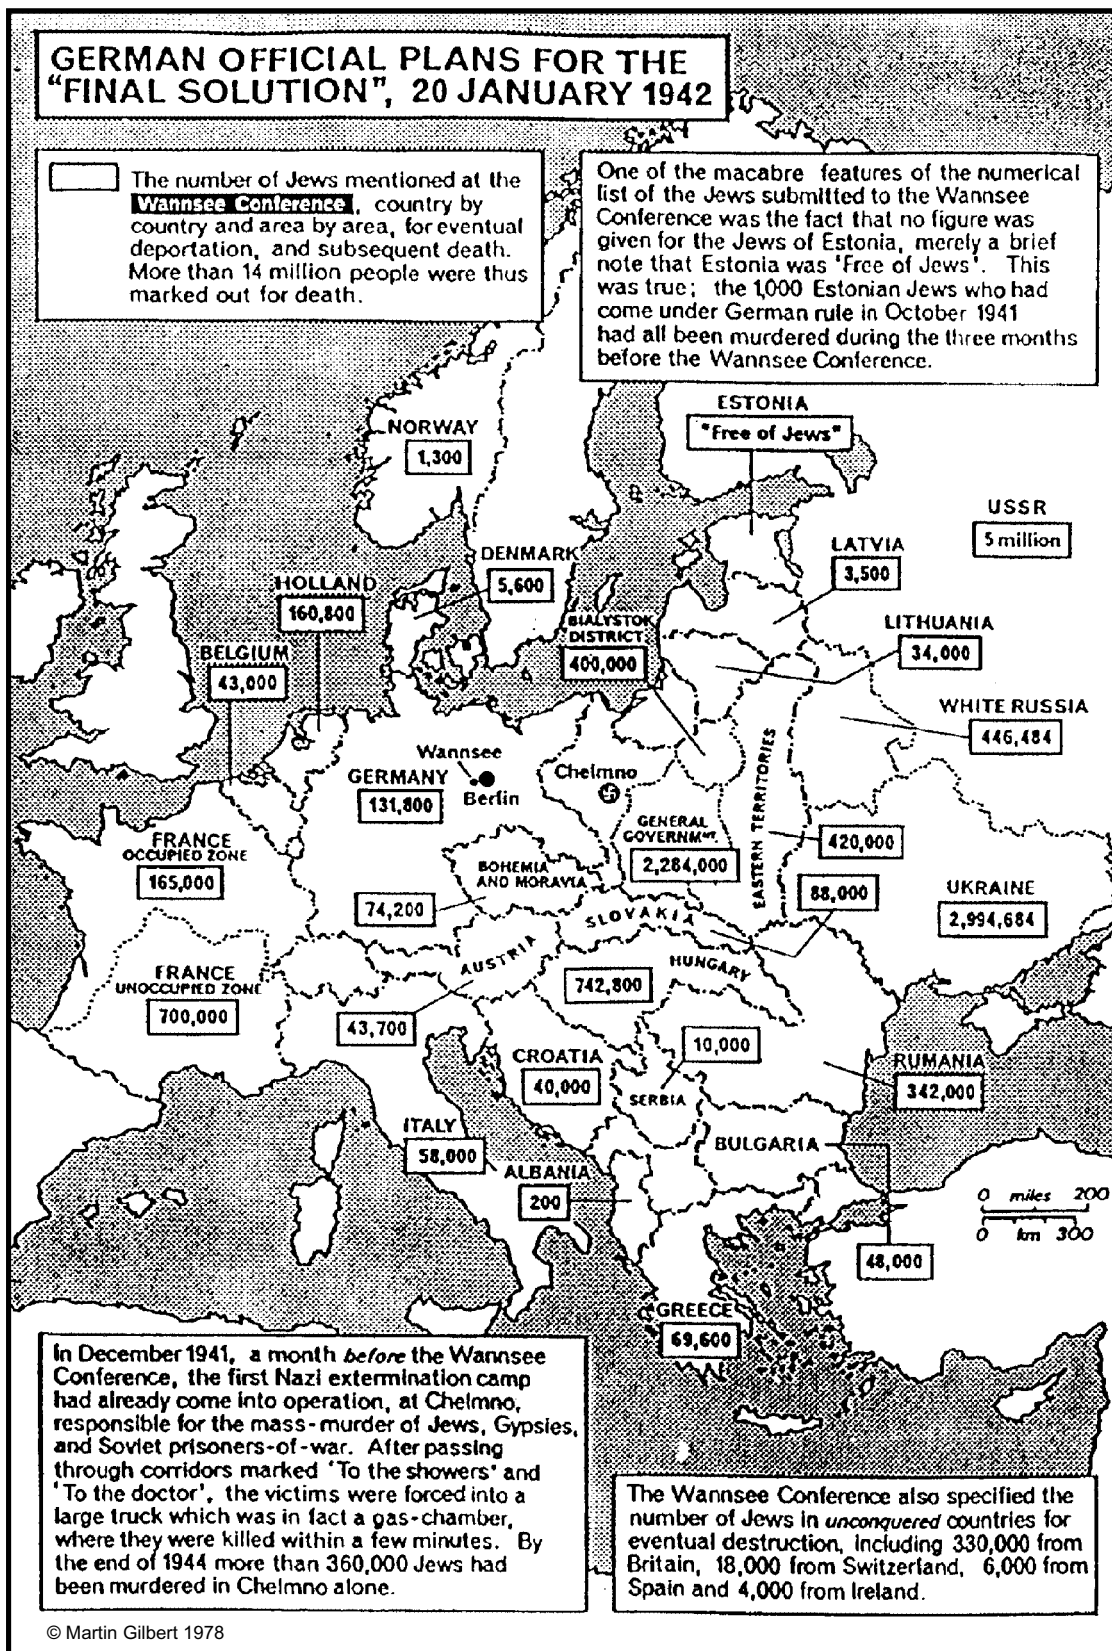 GERMAN OFFICIAL PLANS FOR THE
"FINAL SOLUTION", 20 JANUARY 1942
The number of Jews mentioned at the
Wannsee Conference, country by
country and area by area, for eventual
deportation, and subsequent death.
More than 14 million people were thus
marked out for death.
One of the macabre features of the numerical
list of the Jews submitted to the Wannsee
Conference was the fact that no figure was
given for the Jews of Estonia, merely a brief
note that Estonia was 'Free of Jews'. This
was true; the 1,000 Estonian Jews who had
come under German rule in October 1941
had all been murdered during the three months
before the Wannsee Conference.
ESTONIA
"Free of Jews"
NORWAY
1,300
USSR
5 million
LATVIA
3,500
DENMARK
5,600
HOLLAND
160,800
BIALYSTOK
DISTRICT
400,000
LITHUANIA
34,000
BELGIUM
43,000
WHITE RUSSIA
446,484
Wannsee
Berlin
GERMANY
131,800
Chelmno
EASTERN TERRITORIES
420,000
GENERAL
GOVERNMNT
2,284,000
FRANCE
OCCUPIED ZONE
165,000
BOHEMIA
AND MORAVIA
74,200
88,000
SLOVAKIA
UKRAINE
2,994,684
AUSTRIA
43,700
HUNGARY
742,800
FRANCE
UNOCCUPIED ZONE
700,000
10,000
SERBIA
CROATIA
40,000
RUMANIA
342,000
ITALY
58,000
BULGARIA
48,000
ALBANIA
200
0 miles 200
0 km 300
GREECE
69,600
In December 1941, a month before the Wannsee
Conference, the first Nazi extermination camp
had already come into operation, at Chelmno,
responsible for the mass-murder of Jews, Gypsies,
and Soviet prisoners-of-war. After passing
through corridors marked 'To the showers' and
'To the doctor', the victims were forced into a
large truck which was in fact a gas-chamber,
where they were killed within a few minutes. By
the end of 1944 more than 360,000 Jews had
been murdered in Chelmno alone.
The Wannsee Conference also specified the
number of Jews in unconquered countries for
eventual destruction, including 330,000 from
Britain, 18,000 from Switzerland, 6,000 from
Spain and 4,000 from Ireland.
© Martin Gilbert 1978